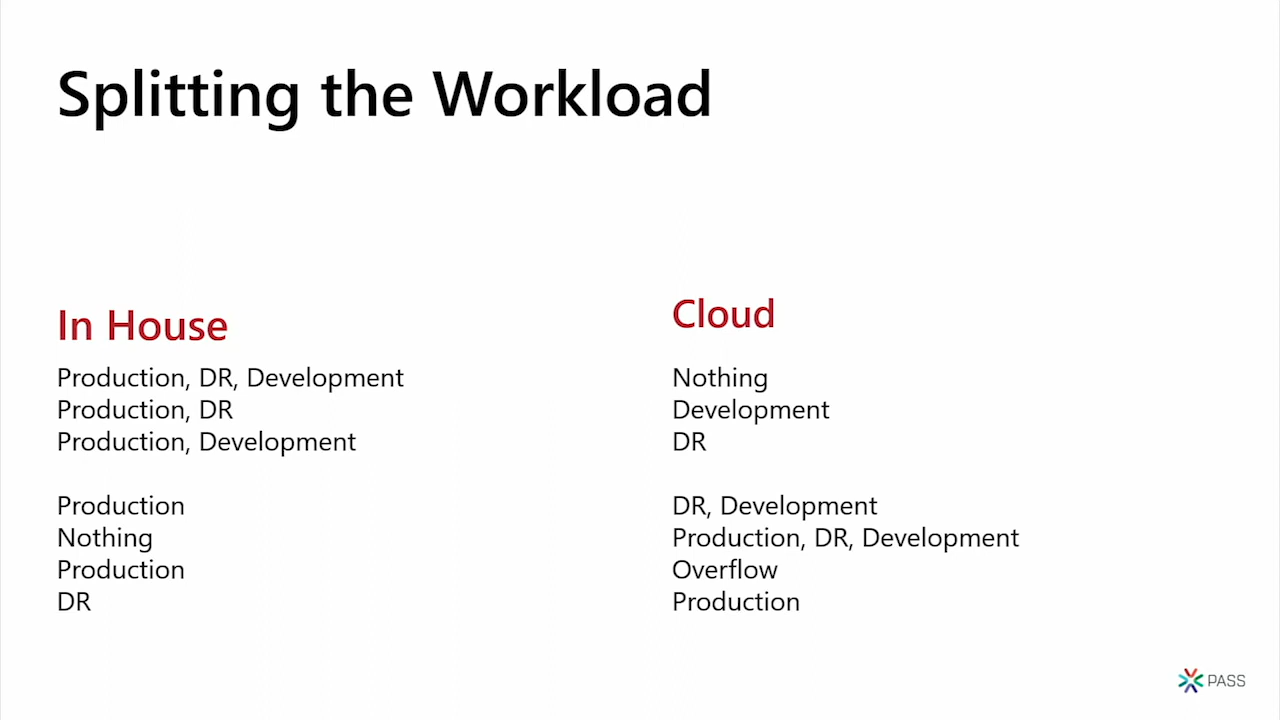 Splitting the Workload
In House
Production, DR, Development
Production, DR
Production, Development
Production
Nothing
Production
DR
Cloud
Nothing
Development
DR
DR, Development
Production, DR, Development
Overflow
Production
PASS